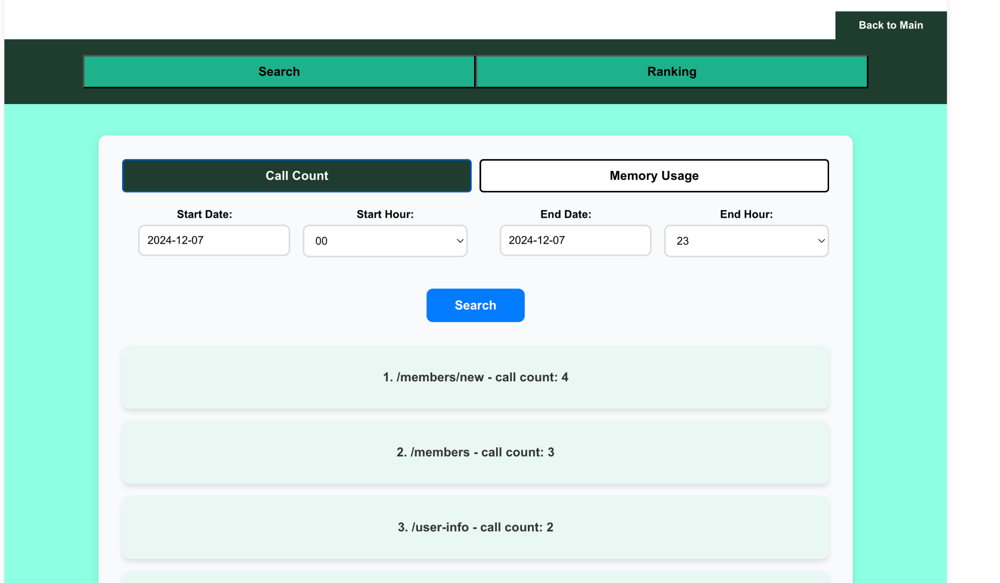 Back to Main
Search
Ranking
Call Count
Memory Usage
Start Date:
Start Hour:
End Date:
End Hour:
2024-12-07
00
2024-12-07
23
Search
1. /members/new - call count: 4
2. /members - call count: 3
3. /user-info - call count: 2